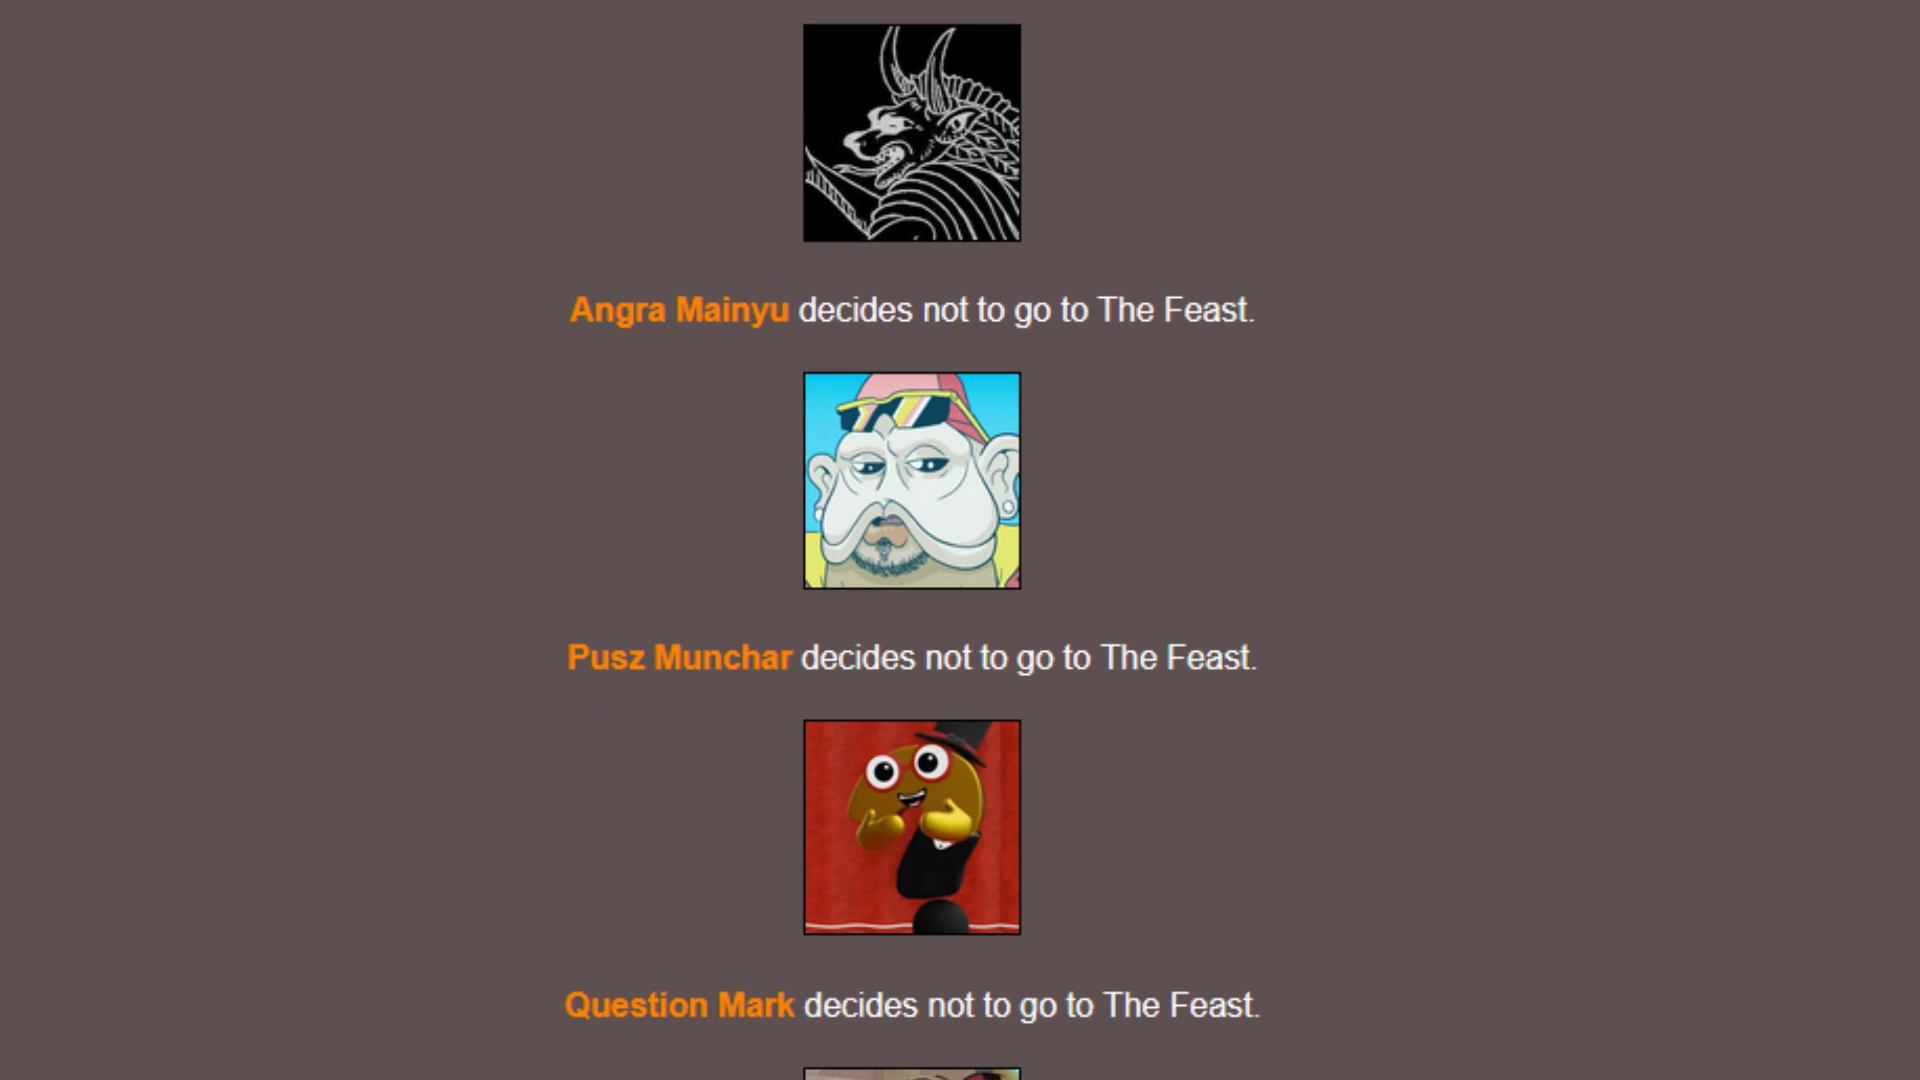 Angra Mainyu decides not to go to The Feast.
Pusz Munchar decides not to go to The Feast.
Question Mark decides not to go to The Feast.